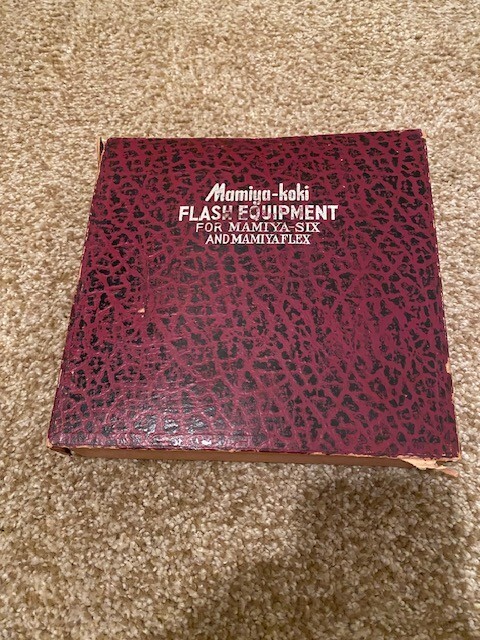 Mamiya-koki
FLASH EQUIPMENT
FOR MAMIYA-SIX
AND MAMIYAFLEX